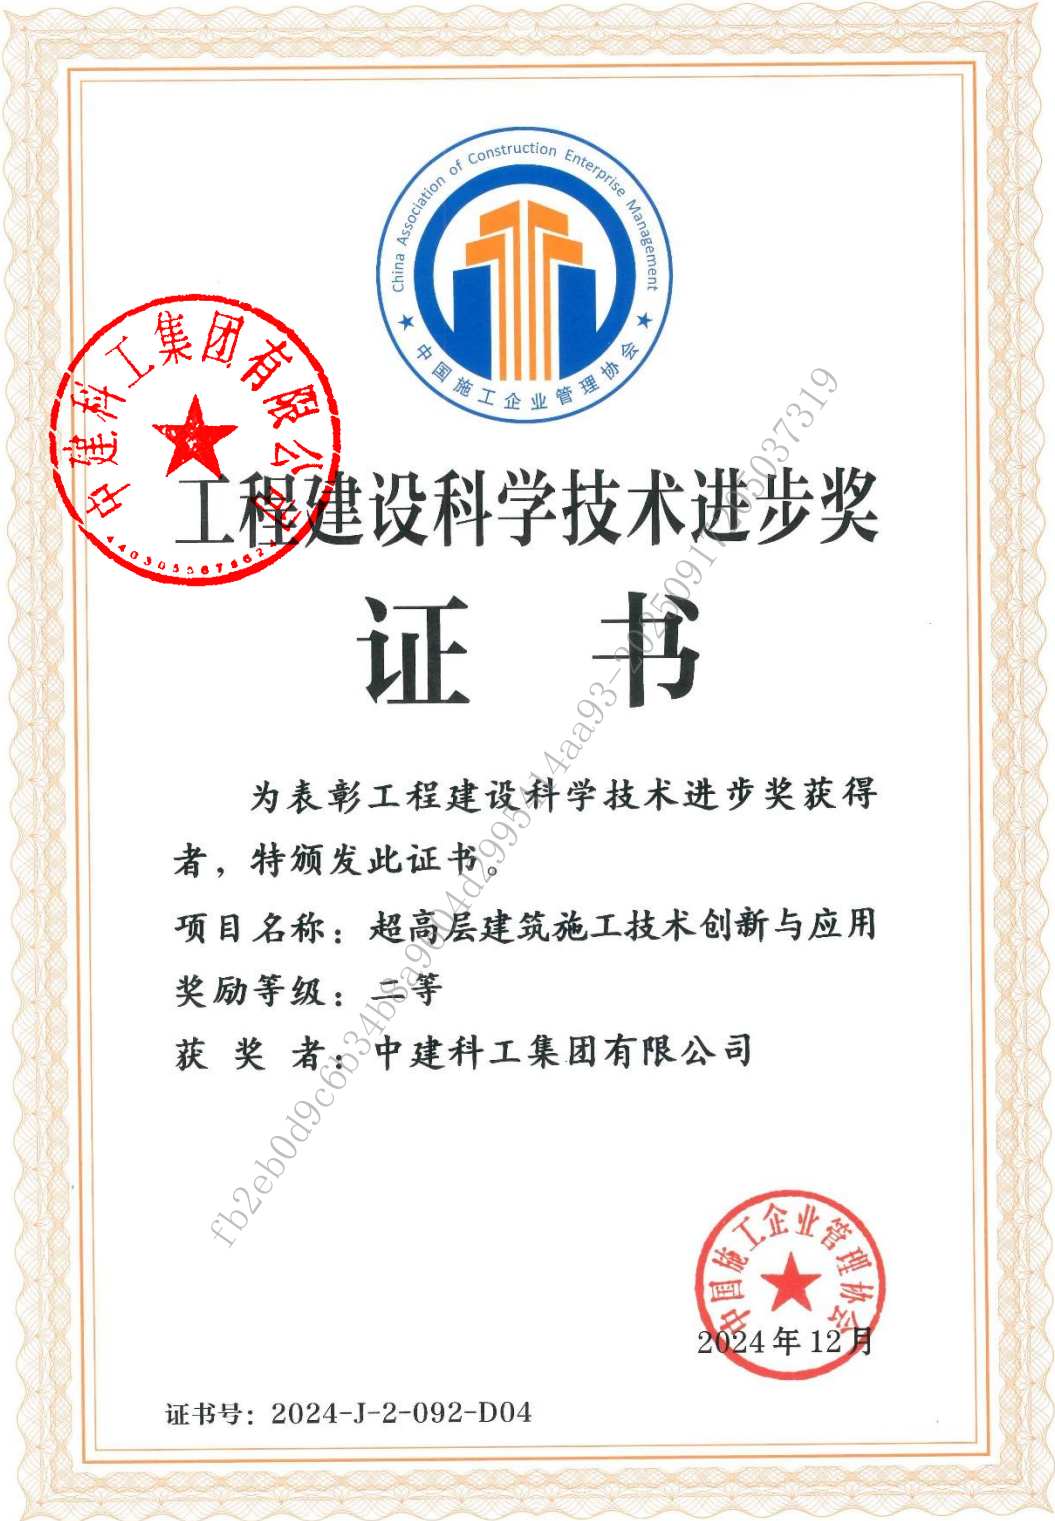 China Association of Construction Enterprise Management
★ 中国施工企业管理协会 ★
中建科工集团有限公司
工程建设科学技术进步奖
证 书
为表彰工程建设科学技术进步奖获得
者，特颁发此证书。
项目名称：超高层建筑施工技术创新与应用
奖励等级：二等
获 奖 者：中建科工集团有限公司
中国施工企业管理协会
2024年12月
证书号：2024-J-2-092-D04